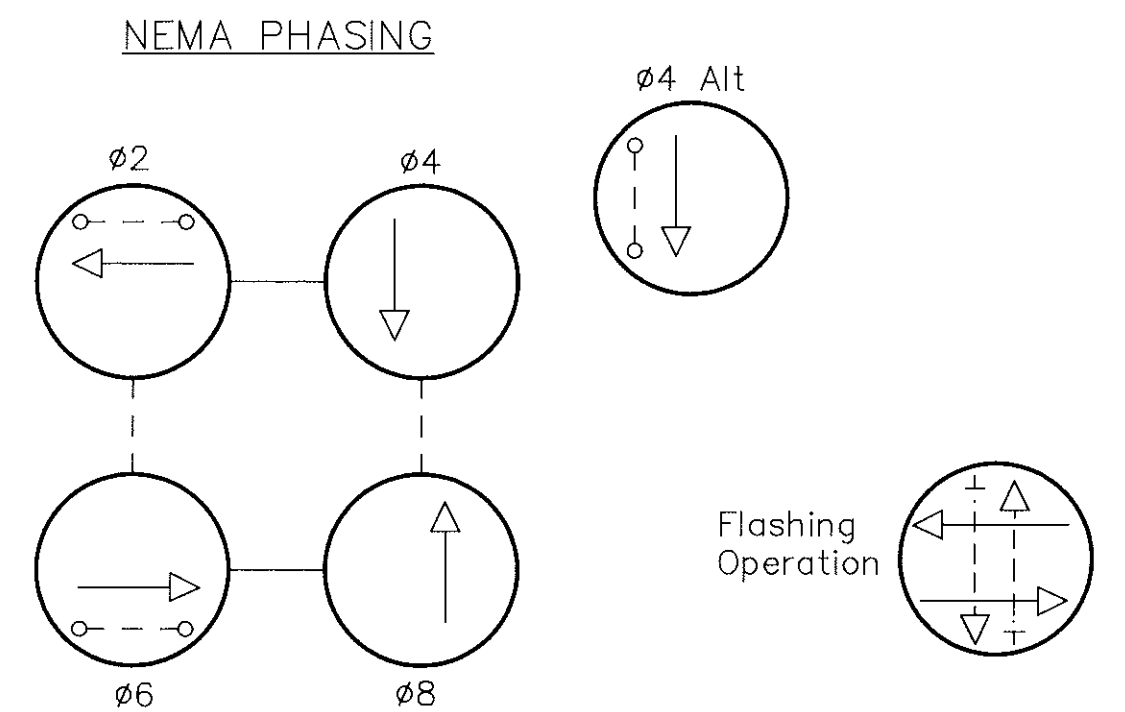 NEMA PHASING
ø4 Alt
ø2
ø4
Flashing
Operation
ø6
ø8